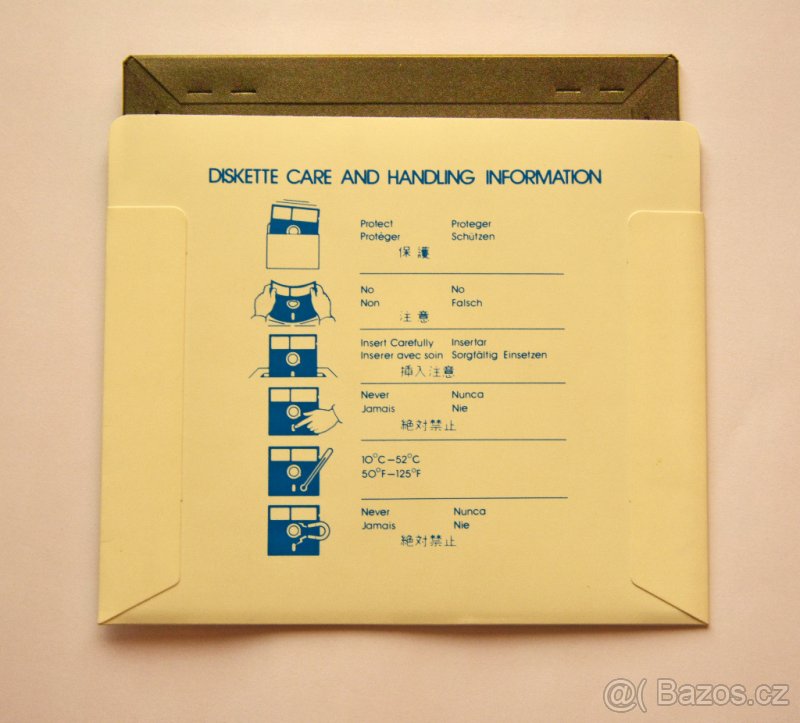 DISKETTE CARE AND HANDLING INFORMATION
Protect Proteger
Protéger Schützen
保護
No No
Non Falsch
注意
Insert Carefully Insertar
Inserer avec soin Sorgfältig Einsetzen
挿入注意
Never Nunca
Jamais Nie
絶対禁止
10°C–52°C
50°F–125°F
Never Nunca
Jamais Nie
絶対禁止
@( Bazos.cz